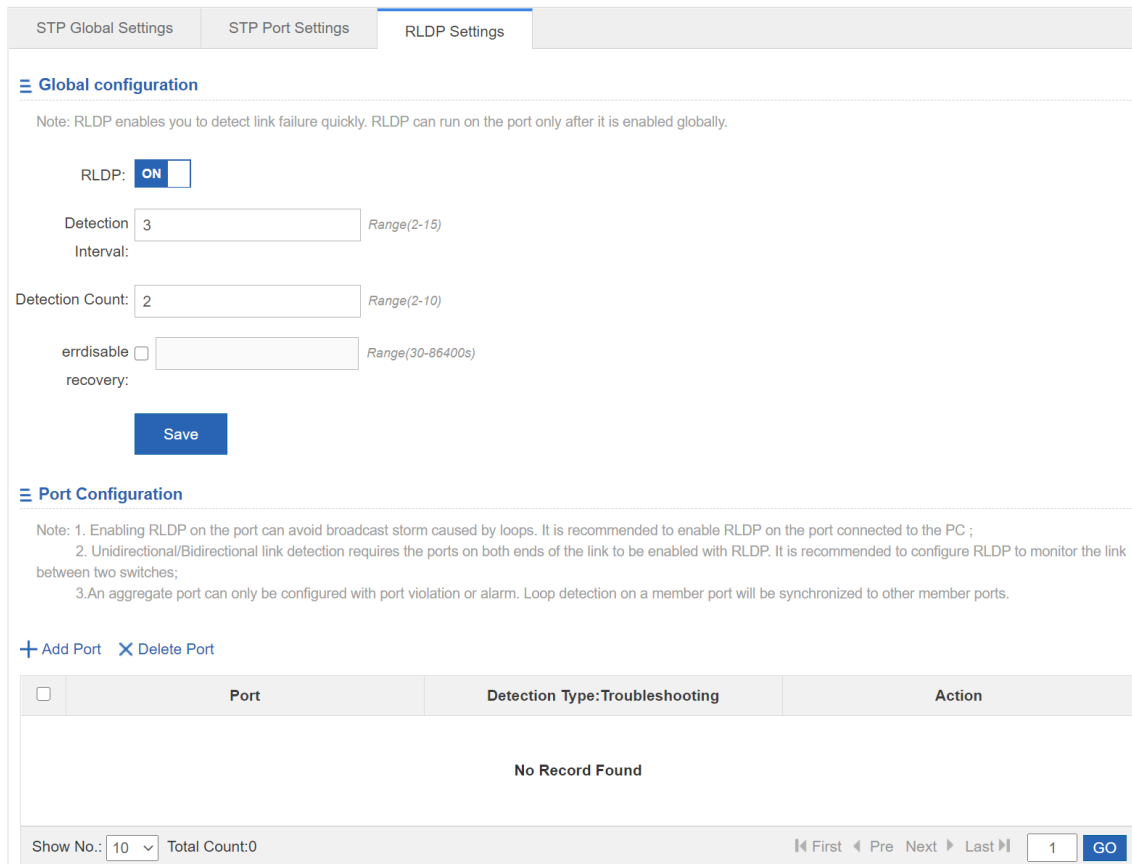 STP Global Settings STP Port Settings RLDP Settings
Global configuration
Note: RLDP enables you to detect link failure quickly. RLDP can run on the port only after it is enabled globally.
RLDP: ON
Detection Interval: 3 Range(2-15)
Detection Count: 2 Range(2-10)
errdisable recovery: Range(30-86400s)
Save
Port Configuration
Note: 1. Enabling RLDP on the port can avoid broadcast storm caused by loops. It is recommended to enable RLDP on the port connected to the PC ;
2. Unidirectional/Bidirectional link detection requires the ports on both ends of the link to be enabled with RLDP. It is recommended to configure RLDP to monitor the link
between two switches;
3.An aggregate port can only be configured with port violation or alarm. Loop detection on a member port will be synchronized to other member ports.
Add Port Delete Port
Port Detection Type:Troubleshooting Action
No Record Found
Show No.: 10 Total Count:0 First Pre Next Last 1 GO